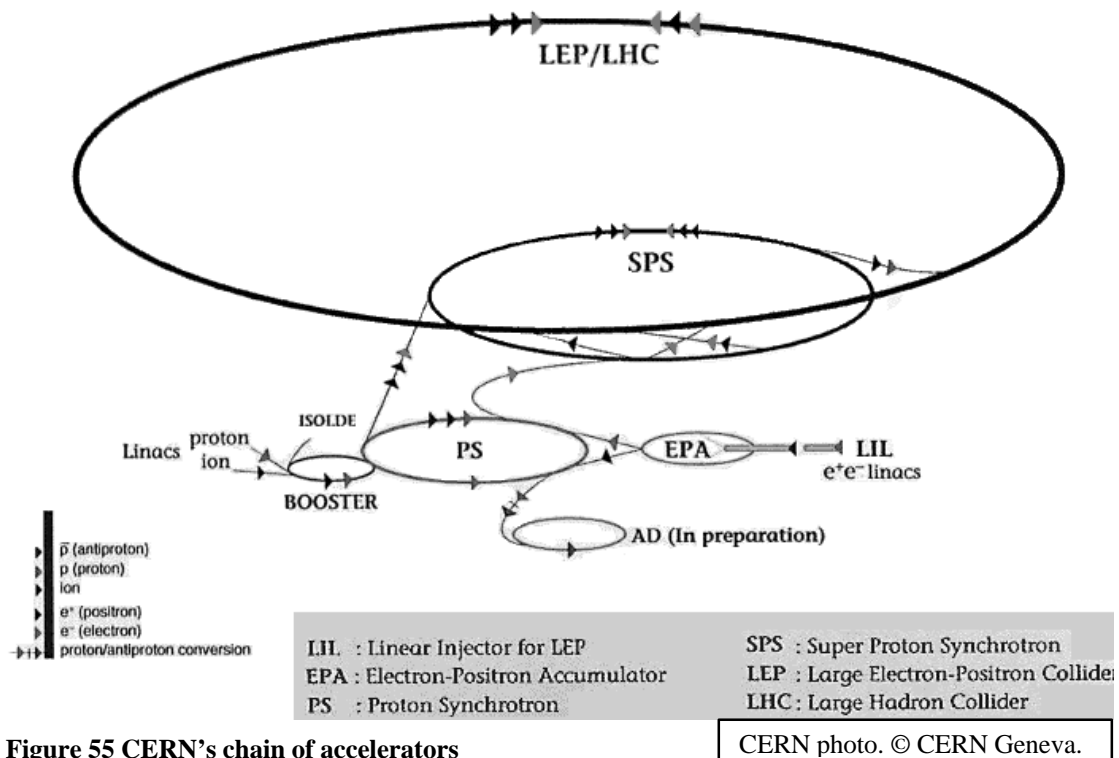 LEP/LHC
SPS
ISOLDE
Linacs proton
ion
BOOSTER
PS
EPA
LIL
e⁺e⁻ linacs
AD (In preparation)
p̅ (antiproton)
p (proton)
ion
e⁺ (positron)
e⁻ (electron)
proton/antiproton conversion
LIL : Linear Injector for LEP
EPA : Electron-Positron Accumulator
PS : Proton Synchrotron
SPS : Super Proton Synchrotron
LEP : Large Electron-Positron Collider
LHC : Large Hadron Collider
Figure 55 CERN's chain of accelerators
CERN photo. © CERN Geneva.